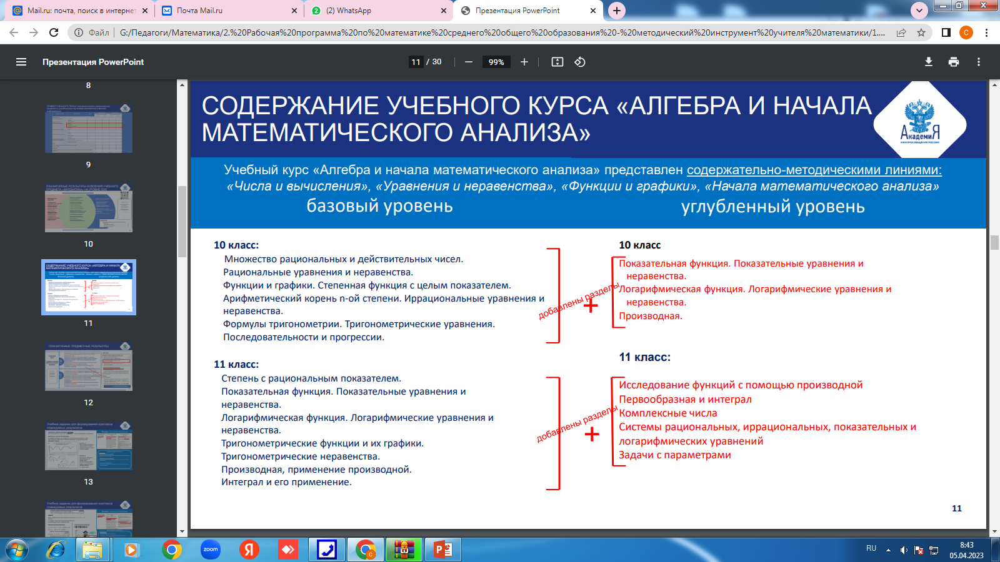 Mail.ru: почта, поиск в интернет
Почта Mail.ru
(2) WhatsApp
Презентация PowerPoint
Файл
G:/Педагоги/Математика/2.%20Рабочая%20программа%20по%20математике%20среднего%20общего%20образования%20-%20методический%20инструмент%20учителя%20математики/1....
С
Презентация PowerPoint
11 / 30
99%
8
9
10
11
12
13
СОДЕРЖАНИЕ УЧЕБНОГО КУРСА «АЛГЕБРА И НАЧАЛА
МАТЕМАТИЧЕСКОГО АНАЛИЗА»
АкадемиЯ
МИНПРОСВЕЩЕНИЯ РОССИИ
Учебный курс «Алгебра и начала математического анализа» представлен содержательно-методическими линиями:
«Числа и вычисления», «Уравнения и неравенства», «Функции и графики», «Начала математического анализа»
базовый уровень
углубленный уровень
10 класс:
Множество рациональных и действительных чисел.
Рациональные уравнения и неравенства.
Функции и графики. Степенная функция с целым показателем.
Арифметический корень n-ой степени. Иррациональные уравнения и
неравенства.
Формулы тригонометрии. Тригонометрические уравнения.
Последовательности и прогрессии.
добавлены разделы
+
10 класс
Показательная функция. Показательные уравнения и
неравенства.
Логарифмическая функция. Логарифмические уравнения и
неравенства.
Производная.
11 класс:
Степень с рациональным показателем.
Показательная функция. Показательные уравнения и
неравенства.
Логарифмическая функция. Логарифмические уравнения и
неравенства.
Тригонометрические функции и их графики.
Тригонометрические неравенства.
Производная, применение производной.
Интеграл и его применение.
добавлены разделы
+
11 класс:
Исследование функций с помощью производной
Первообразная и интеграл
Комплексные числа
Системы рациональных, иррациональных, показательных и
логарифмических уравнений
Задачи с параметрами
11
zoom
Я
С
RU
8:43
05.04.2023